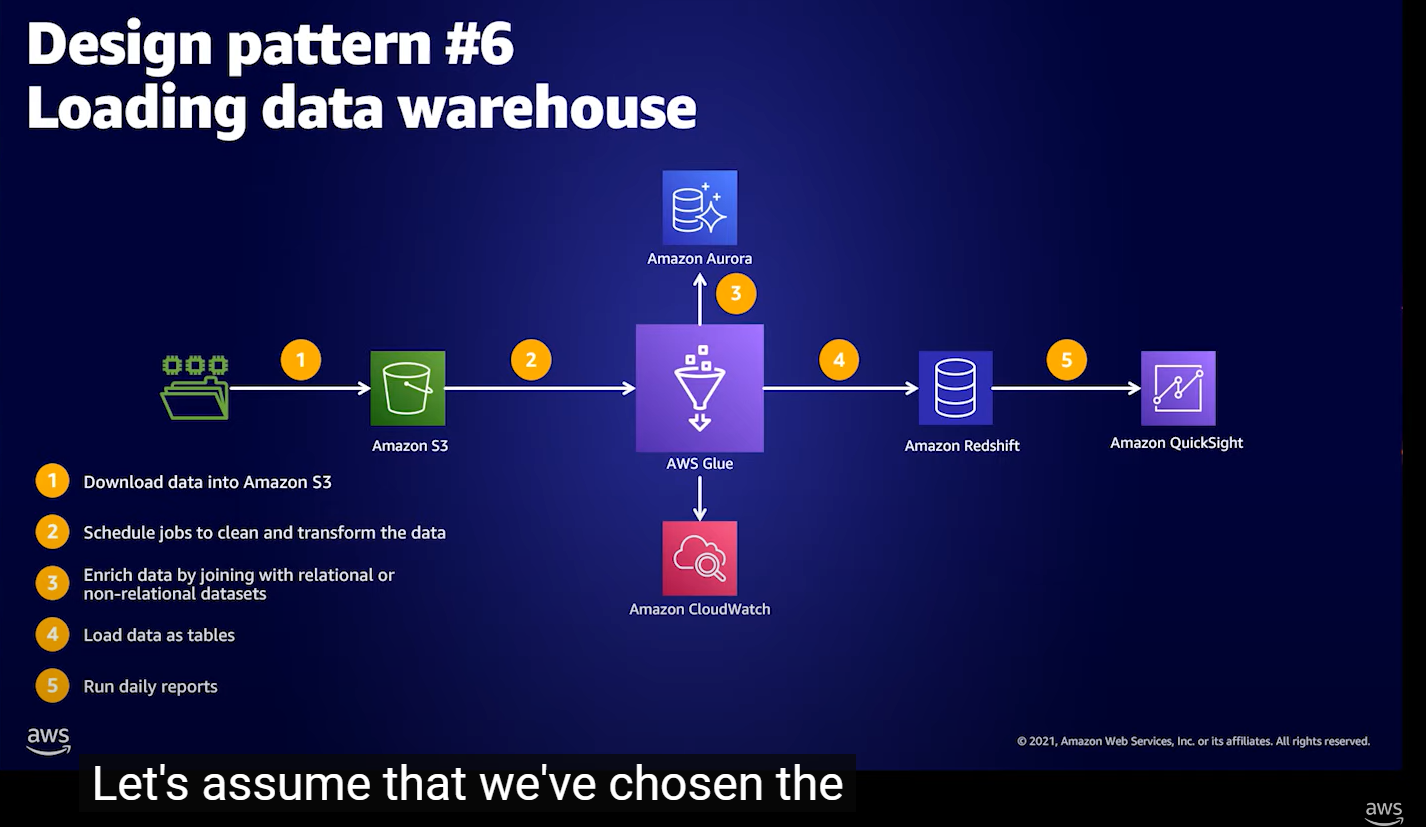 Design pattern #6
Loading data warehouse
Amazon Aurora
3
1
2
4
5
Amazon S3
AWS Glue
Amazon Redshift
Amazon QuickSight
Amazon CloudWatch
1 Download data into Amazon S3
2 Schedule jobs to clean and transform the data
3 Enrich data by joining with relational or
non-relational datasets
4 Load data as tables
5 Run daily reports
aws
© 2021, Amazon Web Services, Inc. or its affiliates. All rights reserved.
Let's assume that we've chosen the
aws